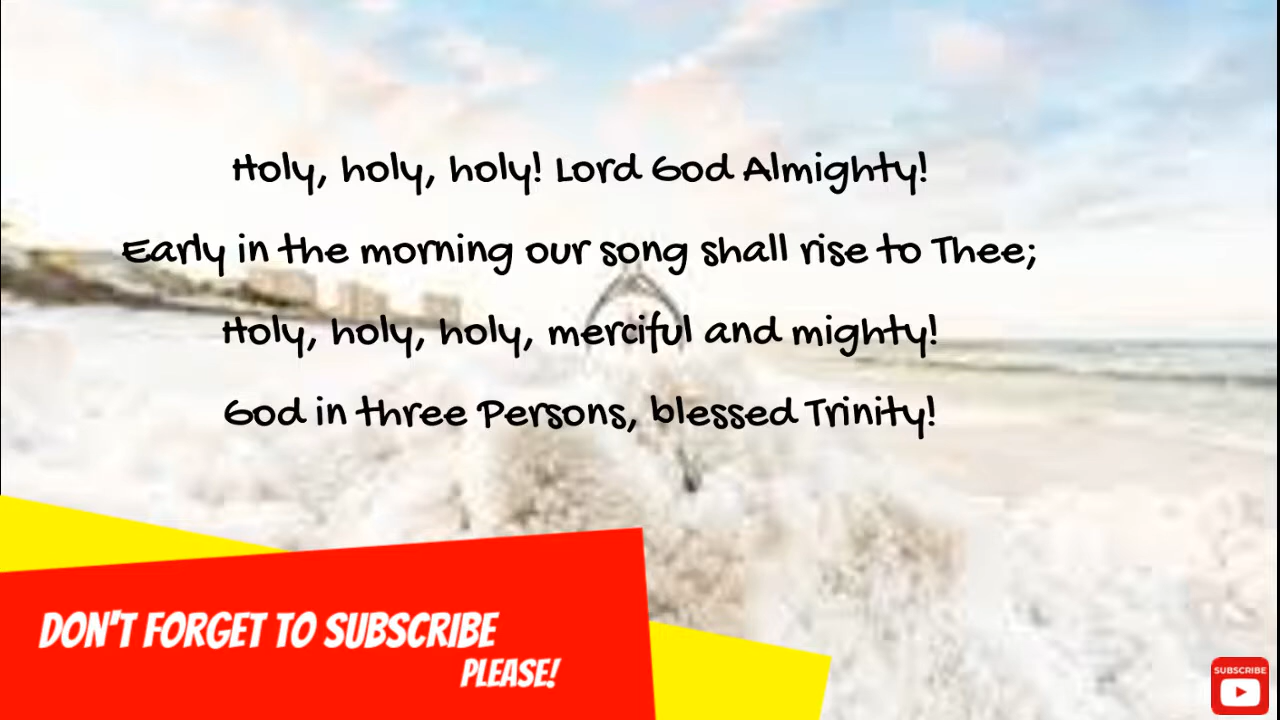 Holy, holy, holy! Lord God Almighty!
Early in the morning our song shall rise to Thee;
Holy, holy, holy, merciful and mighty!
God in three Persons, blessed Trinity!
DON'T FORGET TO SUBSCRIBE
PLEASE!
SUBSCRIBE